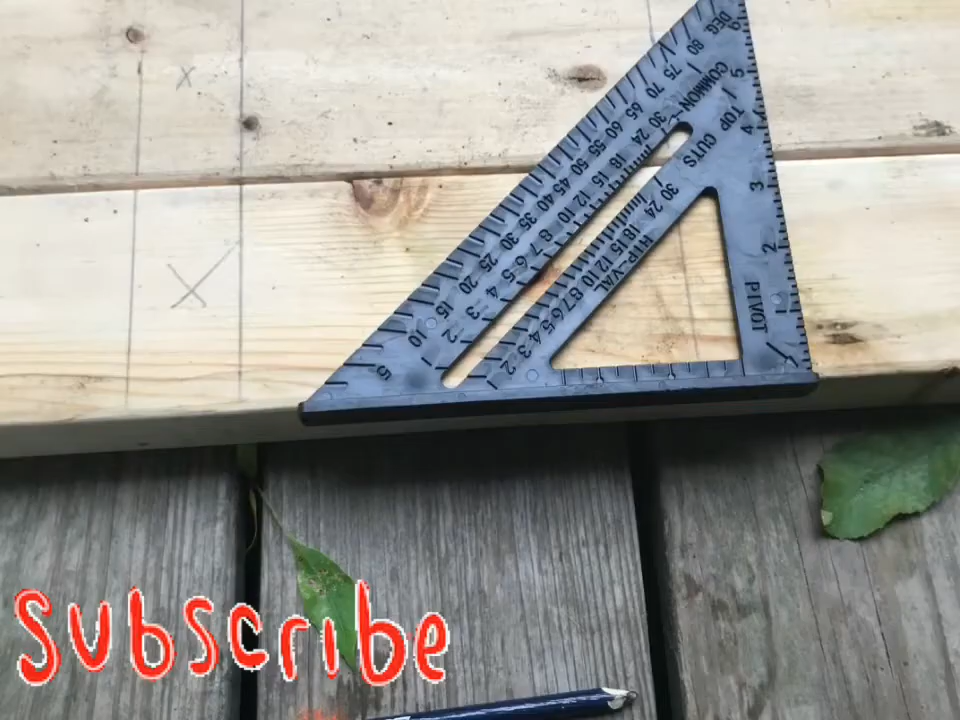 DEG
COMMON
TOP CUTS
HIP-VAL
PIVOT
5 10 15 20 25 30 35 40 45 50 55 60 65 70 75 80
1 2 3 4 5 6 7 8 10 12 15 18 24 30
1 2 3 4 5 6 7 8 10 12 15 18 24 30
2 3 4 5 6
X
X
Subscribe